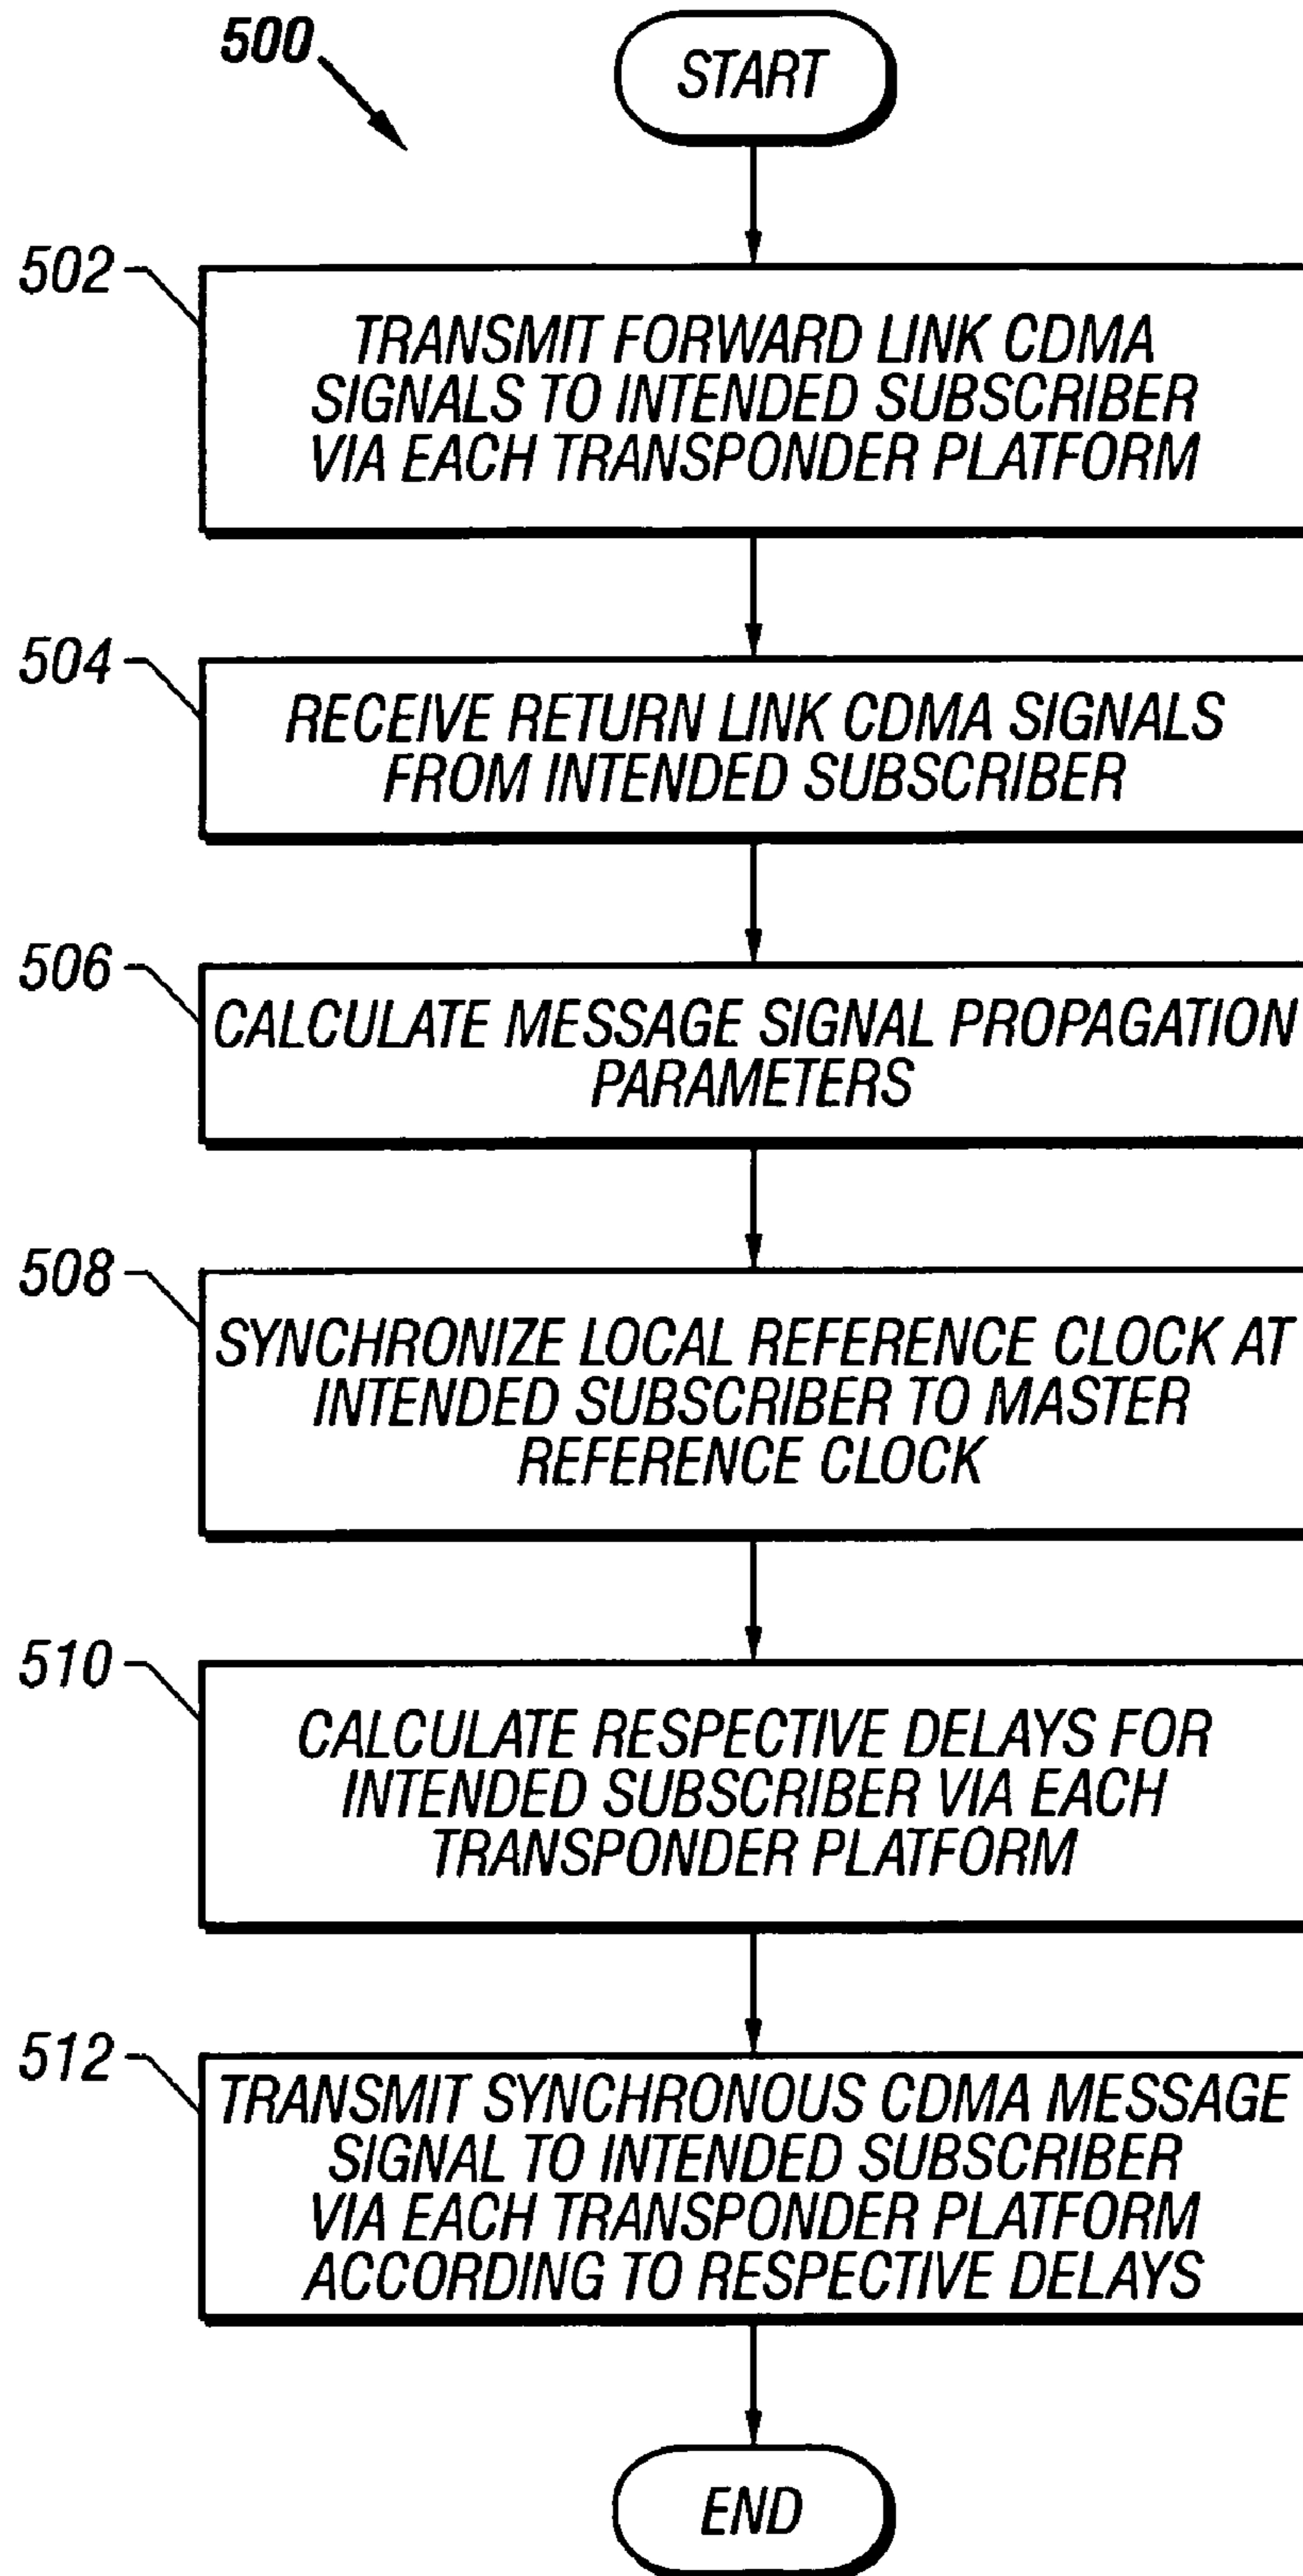 500
START
502
TRANSMIT FORWARD LINK CDMA
SIGNALS TO INTENDED SUBSCRIBER
VIA EACH TRANSPONDER PLATFORM
504
RECEIVE RETURN LINK CDMA SIGNALS
FROM INTENDED SUBSCRIBER
506
CALCULATE MESSAGE SIGNAL PROPAGATION
PARAMETERS
508
SYNCHRONIZE LOCAL REFERENCE CLOCK AT
INTENDED SUBSCRIBER TO MASTER
REFERENCE CLOCK
510
CALCULATE RESPECTIVE DELAYS FOR
INTENDED SUBSCRIBER VIA EACH
TRANSPONDER PLATFORM
512
TRANSMIT SYNCHRONOUS CDMA MESSAGE
SIGNAL TO INTENDED SUBSCRIBER
VIA EACH TRANSPONDER PLATFORM
ACCORDING TO RESPECTIVE DELAYS
END